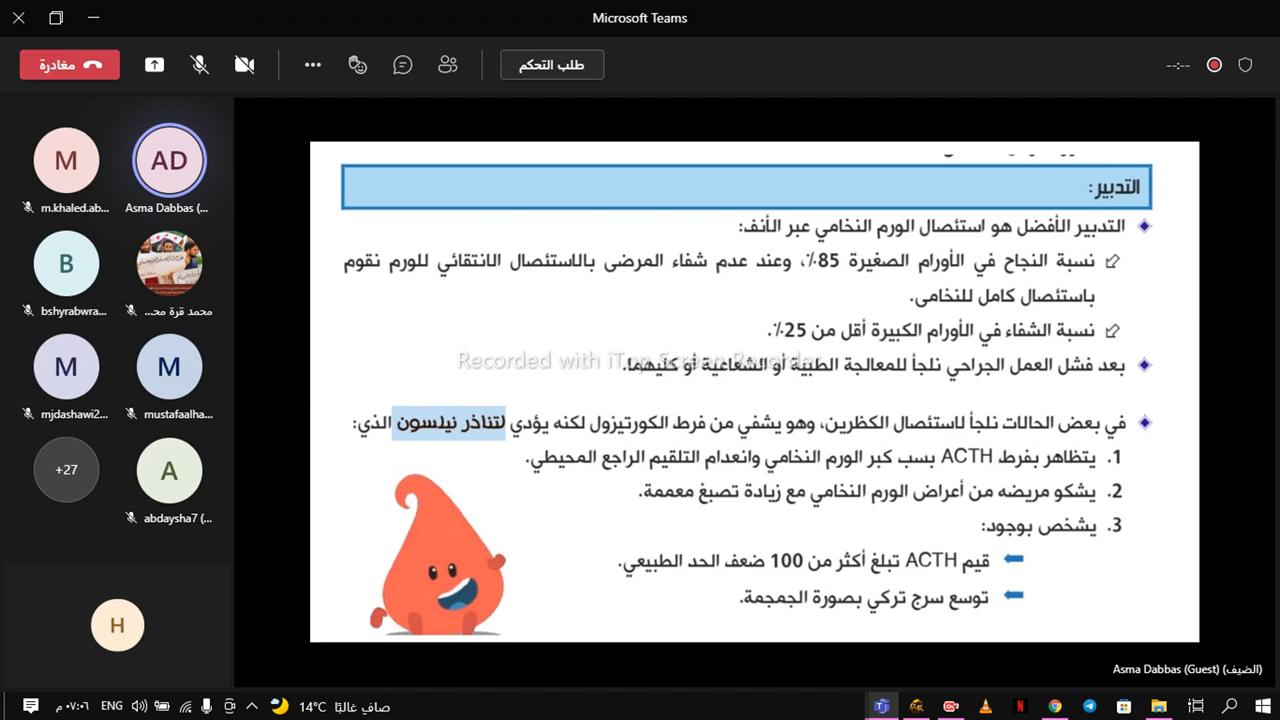 Microsoft Teams
مغادرة
طلب التحكم
--:--
M
AD
m.khaled.ab...
Asma Dabbas (...
B
bshyrabwra...
محمد قرة مح...
M
M
mjdashawi2...
mustafaalha...
+27
A
abdaysha7 (...
H
التدبير:
التدبير الأفضل هو استئصال الورم النخامي عبر الأنف:
نسبة النجاح في الأورام الصغيرة 85٪، وعند عدم شفاء المرضى بالاستئصال الانتقائي للورم نقوم
باستئصال كامل للنخامى.
نسبة الشفاء في الأورام الكبيرة أقل من 25٪.
Recorded with iTop Screen Recorder
بعد فشل العمل الجراحي نلجأ للمعالجة الطبية أو الشعاعية أو كليهما.
في بعض الحالات نلجأ لاستئصال الكظرين، وهو يشفي من فرط الكورتيزول لكنه يؤدي لتناذر نيلسون الذي:
1. يتظاهر بفرط ACTH بسب كبر الورم النخامي وانعدام التلقيم الراجع المحيطي.
2. يشكو مريضه من أعراض الورم النخامي مع زيادة تصبغ معممة.
3. يشخص بوجود:
قيم ACTH تبلغ أكثر من 100 ضعف الحد الطبيعي.
توسع سرج تركي بصورة الجمجمة.
Asma Dabbas (Guest) (الضيف)
م ٠٧:٠٦
ENG
14°C
صافي غالبًا